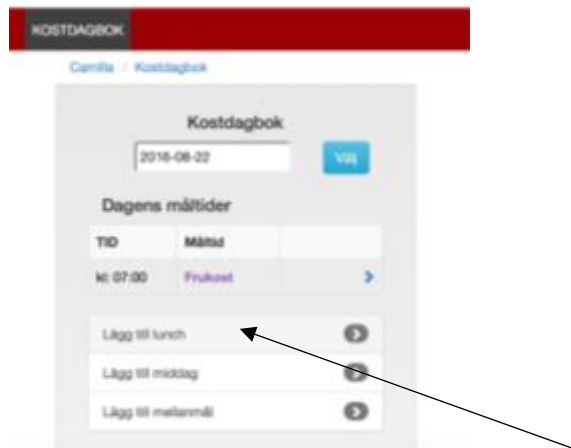 KOSTDAGBOK
Camilla / Kostdagbok
Kostdagbok
2016-08-22 Välj
Dagens måltider
TID Måltid
kl: 07:00 Frukost
Lägg till lunch
Lägg till middag
Lägg till mellanmål